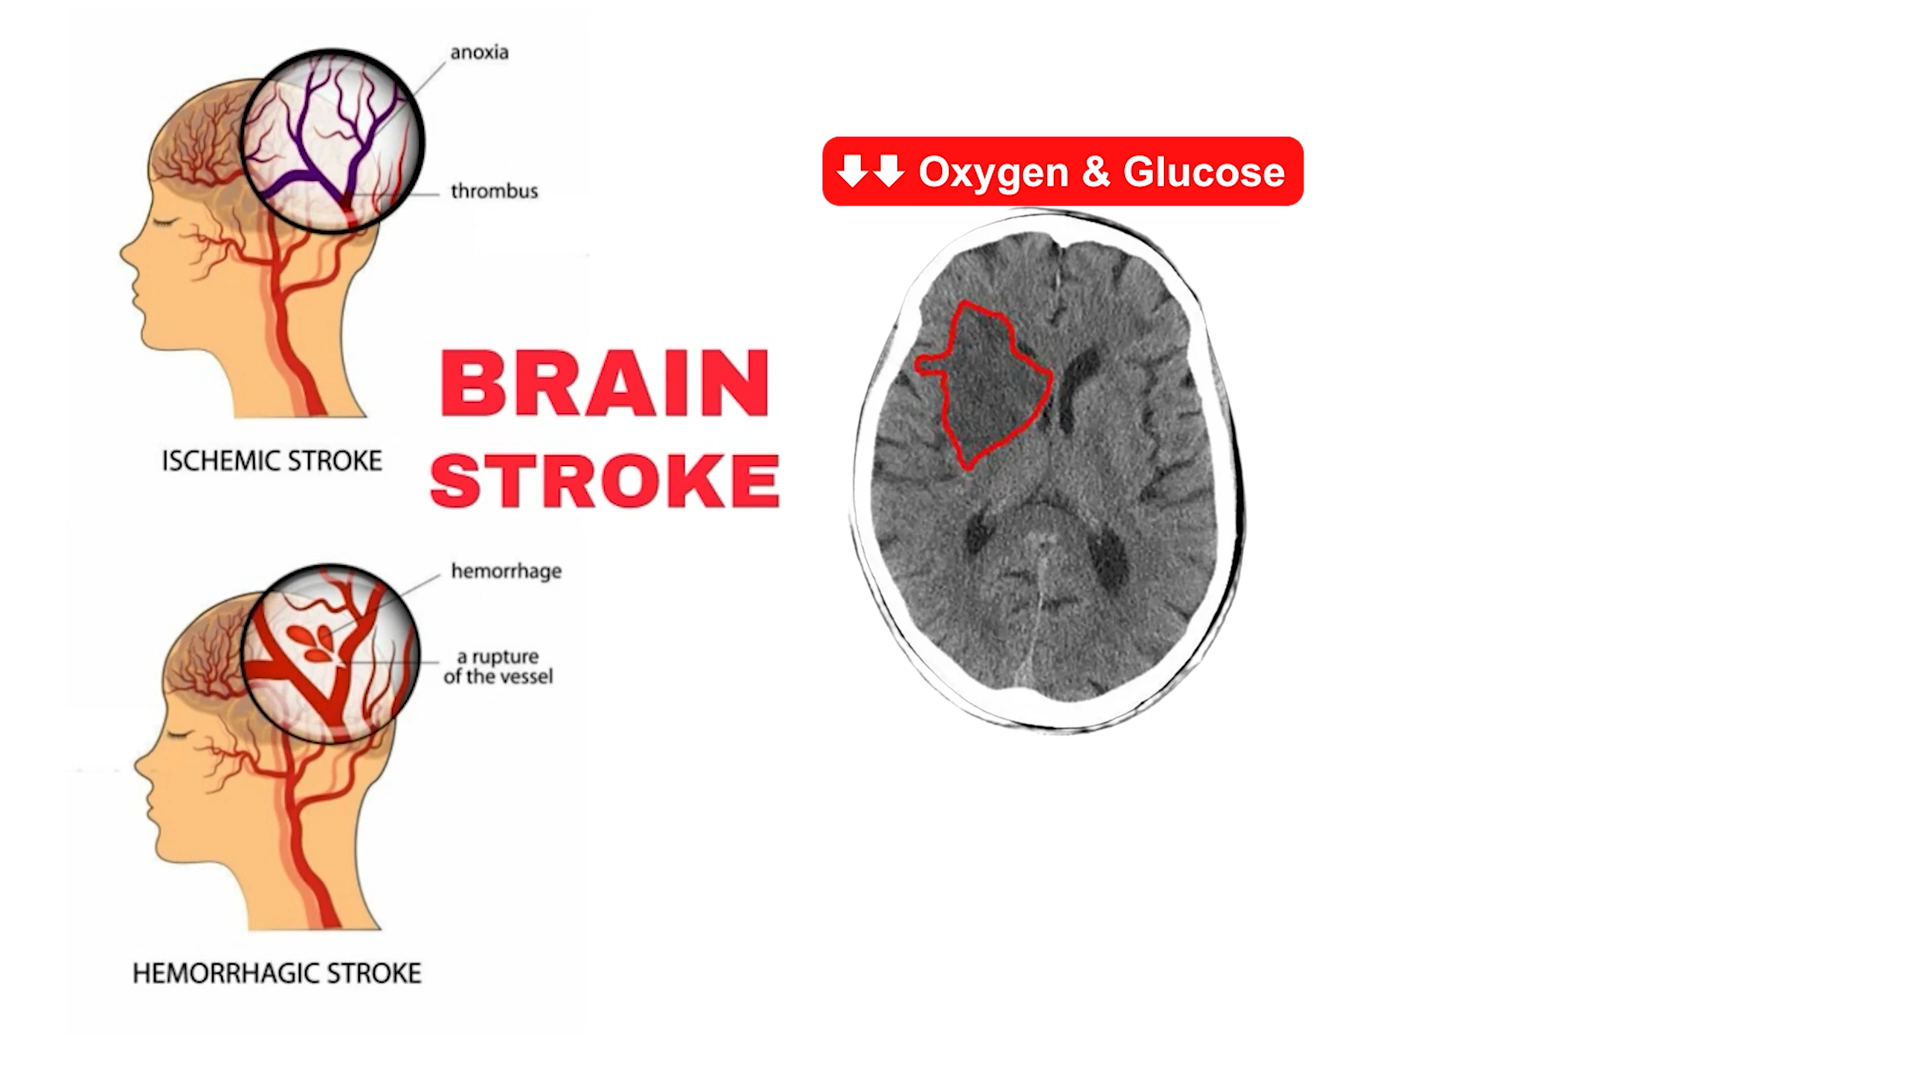 anoxia
thrombus
ISCHEMIC STROKE
BRAIN
STROKE
hemorrhage
a rupture
of the vessel
HEMORRHAGIC STROKE
⬇⬇ Oxygen & Glucose